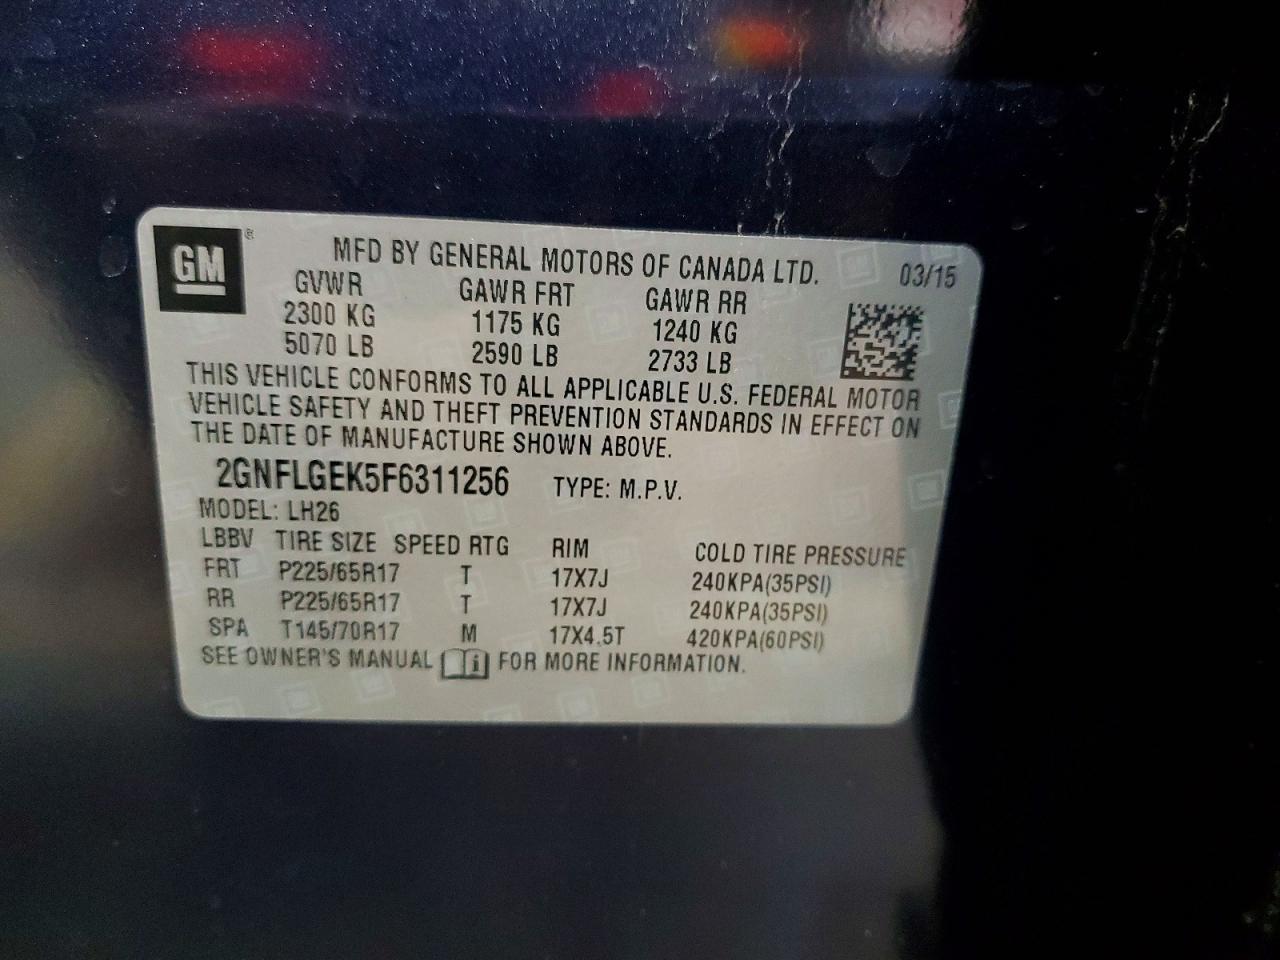 GM ®
MFD BY GENERAL MOTORS OF CANADA LTD. 03/15
GVWR GAWR FRT GAWR RR
2300 KG 1175 KG 1240 KG
5070 LB 2590 LB 2733 LB
THIS VEHICLE CONFORMS TO ALL APPLICABLE U.S. FEDERAL MOTOR
VEHICLE SAFETY AND THEFT PREVENTION STANDARDS IN EFFECT ON
THE DATE OF MANUFACTURE SHOWN ABOVE.
2GNFLGEK5F6311256 TYPE: M.P.V.
MODEL: LH26
LBBV TIRE SIZE SPEED RTG RIM COLD TIRE PRESSURE
FRT P225/65R17 T 17X7J 240KPA(35PSI)
RR P225/65R17 T 17X7J 240KPA(35PSI)
SPA T145/70R17 M 17X4.5T 420KPA(60PSI)
SEE OWNER'S MANUAL i FOR MORE INFORMATION.